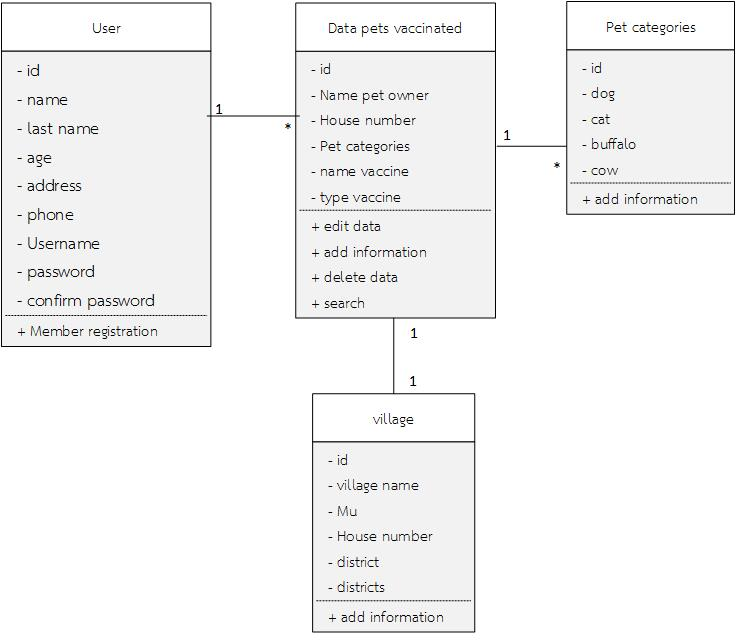 User
- id
- name
- last name
- age
- address
- phone
- Username
- password
- confirm password
+ Member registration
1
*
Data pets vaccinated
- id
- Name pet owner
- House number
- Pet categories
- name vaccine
- type vaccine
+ edit data
+ add information
+ delete data
+ search
1
*
Pet categories
- id
- dog
- cat
- buffalo
- cow
+ add information
1
1
village
- id
- village name
- Mu
- House number
- district
- districts
+ add information